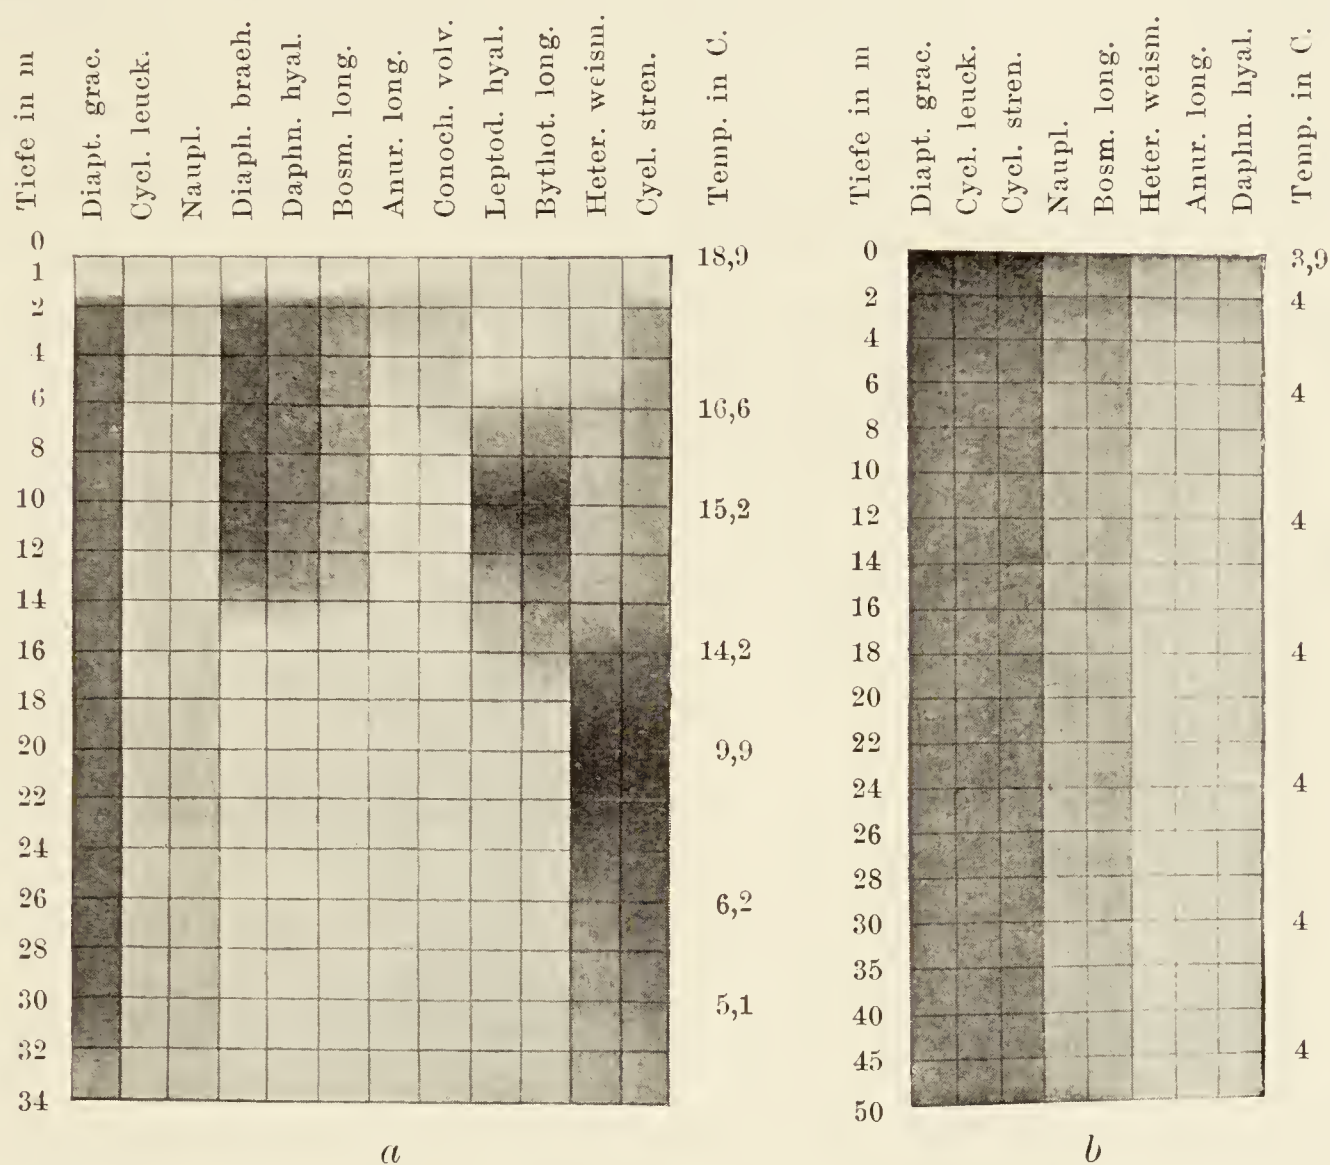 Tiefe in m
Diapt. grac.
Cycl. leuck.
Naupl.
Diaph. braeh.
Daphn. hyal.
Bosm. long.
Anur. long.
Conoch. volv.
Leptod. hyal.
Bythot. long.
Heter. weism.
Cycl. stren.
Temp. in C.
0
1
2
4
6
8
10
12
14
16
18
20
22
24
26
28
30
32
34
18,9
16,6
15,2
14,2
9,9
6,2
5,1
a
Tiefe in m
Diapt. grac.
Cycl. leuck.
Cycl. stren.
Naupl.
Bosm. long.
Heter. weism.
Anur. long.
Daphn. hyal.
Temp. in C.
0
2
4
6
8
10
12
14
16
18
20
22
24
26
28
30
35
40
45
50
3,9
4
4
4
4
4
4
4
b